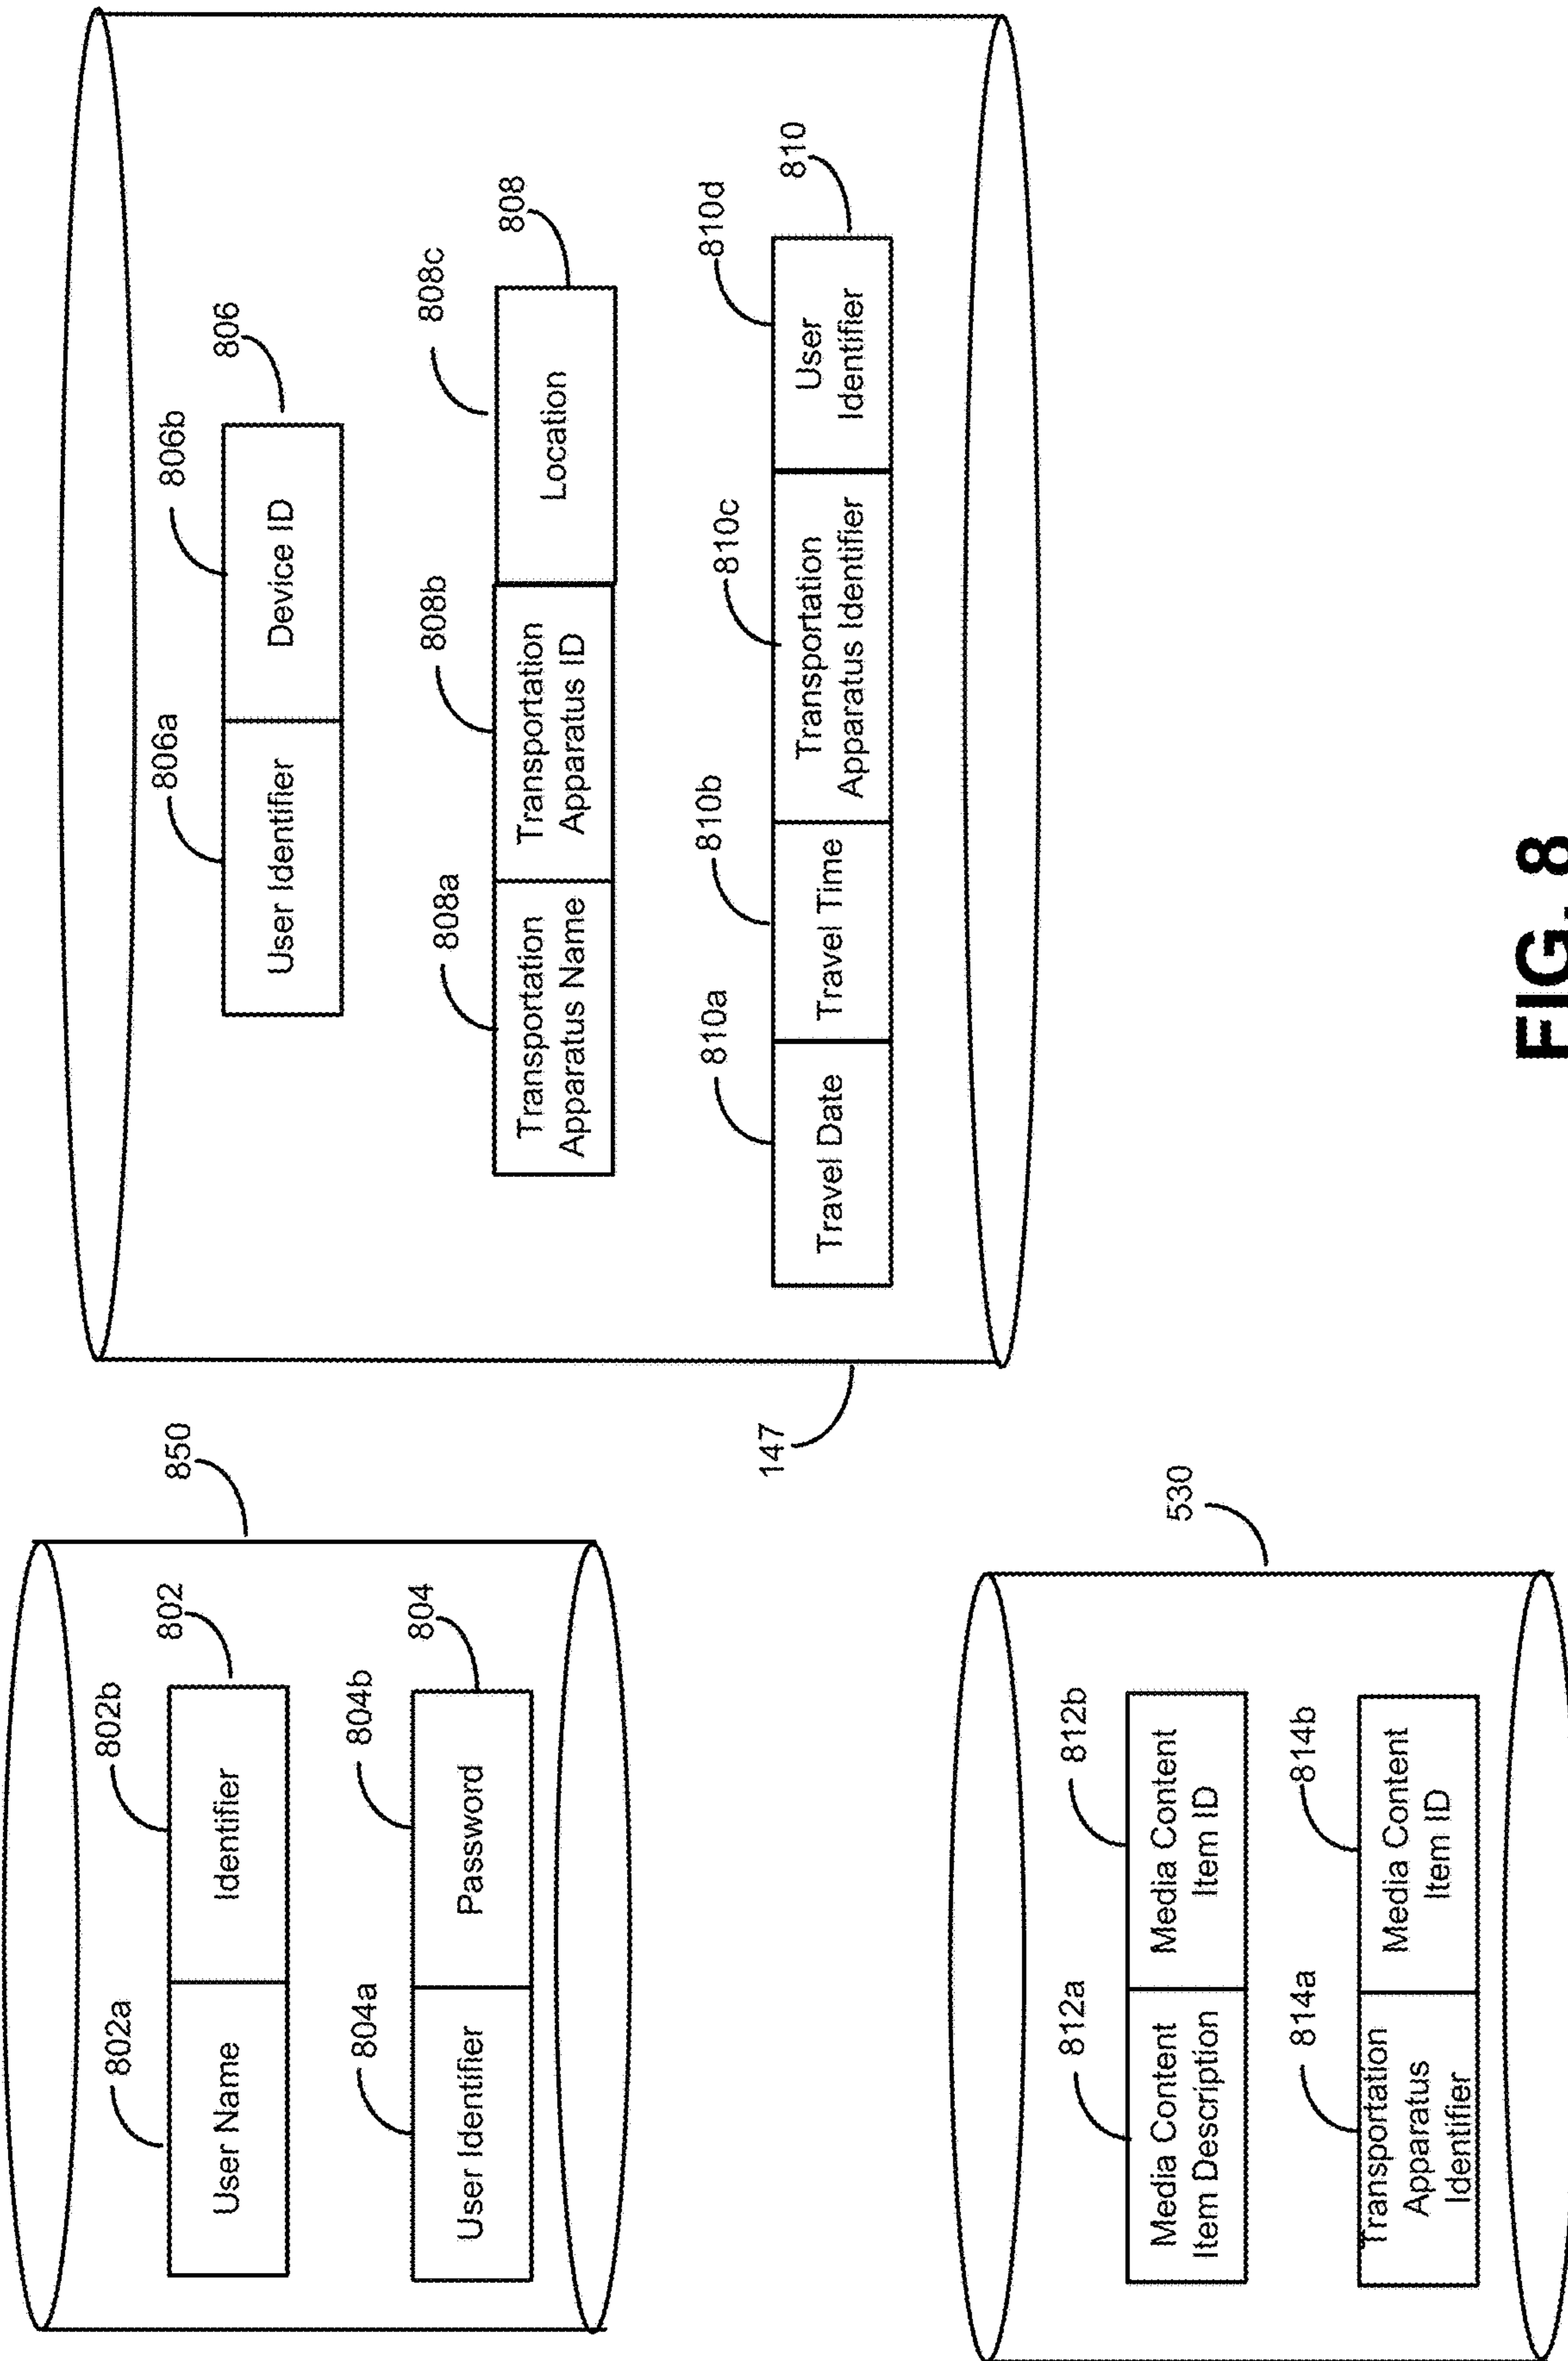 850
802a
802b
802
User Name
Identifier
804a
804b
804
User Identifier
Password
147
806a
806b
806
User Identifier
Device ID
808a
808b
808c
808
Transportation
Apparatus Name
Transportation
Apparatus ID
Location
810a
810b
810c
810d
810
Travel Date
Travel Time
Transportation
Apparatus Identifier
User
Identifier
530
812a
812b
Media Content
Item Description
Media Content
Item ID
814a
814b
Transportation
Apparatus
Identifier
Media Content
Item ID
FIG. 8